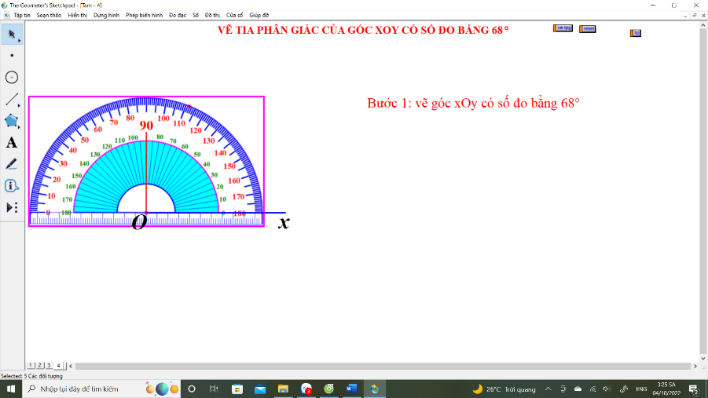 The Geometer's Sketchpad - [Tam - 4]
Tập tin Soạn thảo Hiển thị Dựng hình Phép biến hình Đo đạc Số Đồ thị Cửa sổ Giúp đỡ
VẼ TIA PHÂN GIÁC CỦA GÓC XOY CÓ SỐ ĐO BẰNG 68°
Bước 1: vẽ góc xOy có số đo bằng 68°
0 10 20 30 40 50 60 70 80 90 100 110 120 130 140 150 160 170 180
180 170 160 150 140 130 120 110 100 80 70 60 50 40 30 20 10 0
O x
A
1 2 3 4
Selected: 5 Các đối tượng
Nhập lại đây để tìm kiếm
26°C Trời quang
ENG
3:25 SA
04/10/2022